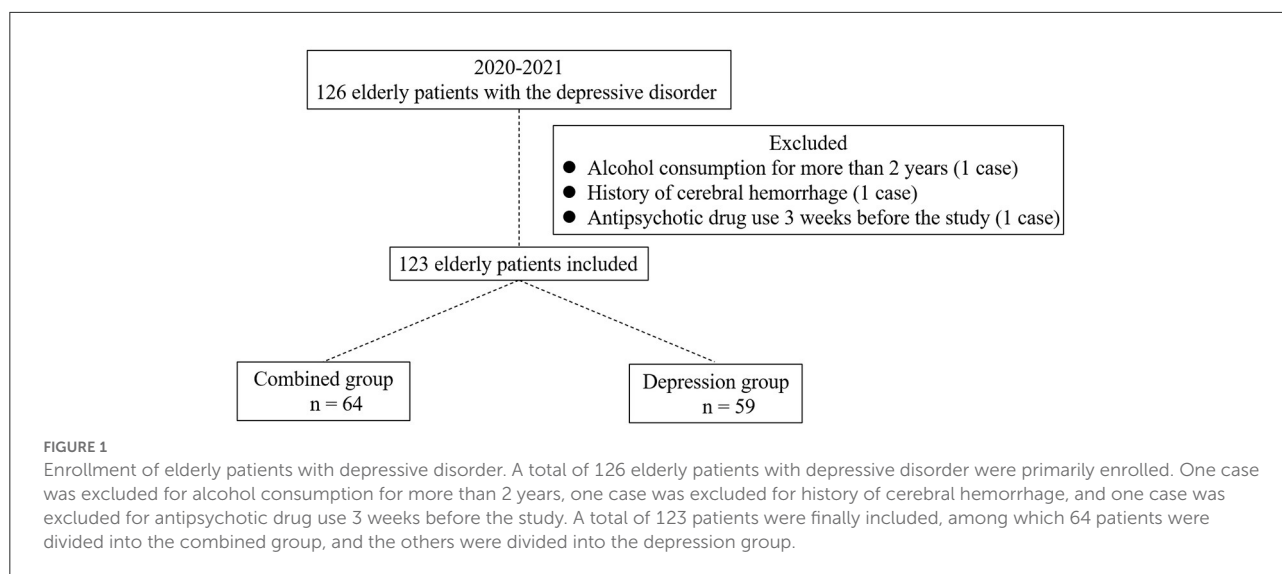 2020-2021
126 elderly patients with the depressive disorder
Excluded
● Alcohol consumption for more than 2 years (1 case)
● History of cerebral hemorrhage (1 case)
● Antipsychotic drug use 3 weeks before the study (1 case)
123 elderly patients included
Combined group
n = 64
Depression group
n = 59
FIGURE 1
Enrollment of elderly patients with depressive disorder. A total of 126 elderly patients with depressive disorder were primarily enrolled. One case
was excluded for alcohol consumption for more than 2 years, one case was excluded for history of cerebral hemorrhage, and one case was
excluded for antipsychotic drug use 3 weeks before the study. A total of 123 patients were finally included, among which 64 patients were
divided into the combined group, and the others were divided into the depression group.